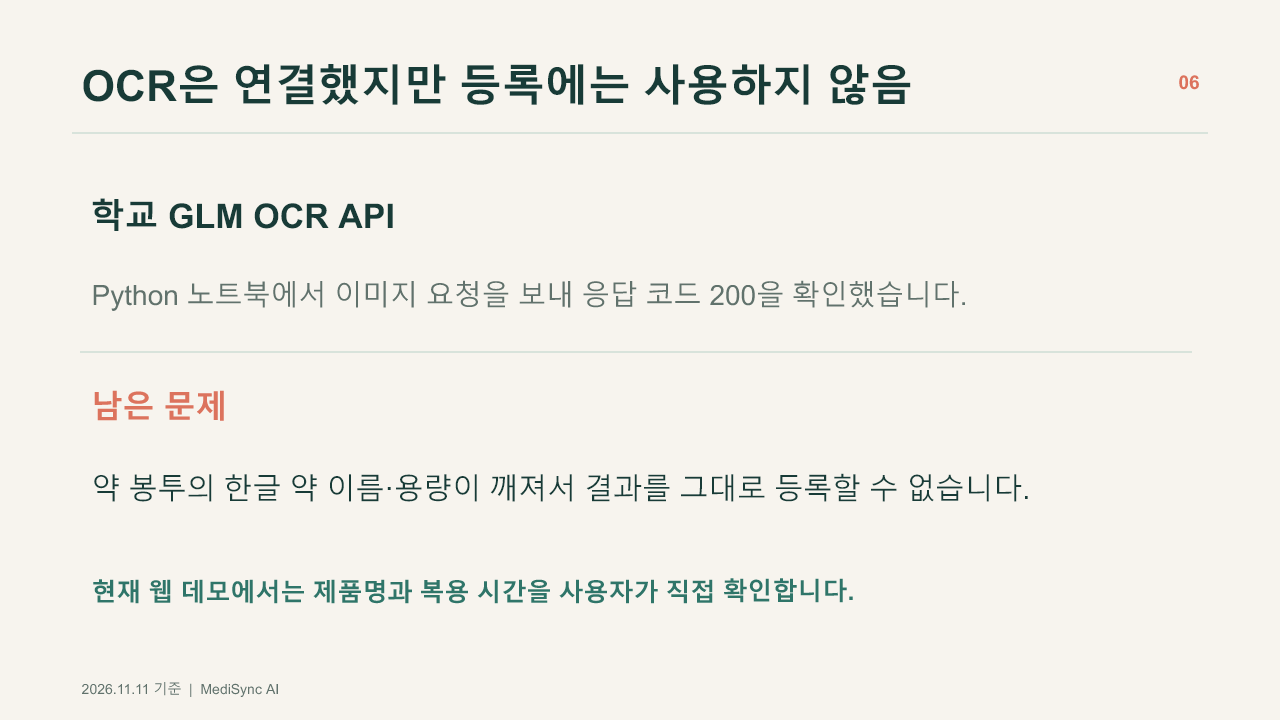 OCR은 연결했지만 등록에는 사용하지 않음
06
학교 GLM OCR API
Python 노트북에서 이미지 요청을 보내 응답 코드 200을 확인했습니다.
남은 문제
약 봉투의 한글 약 이름·용량이 깨져서 결과를 그대로 등록할 수 없습니다.
현재 웹 데모에서는 제품명과 복용 시간을 사용자가 직접 확인합니다.
2026.11.11 기준 | MediSync AI